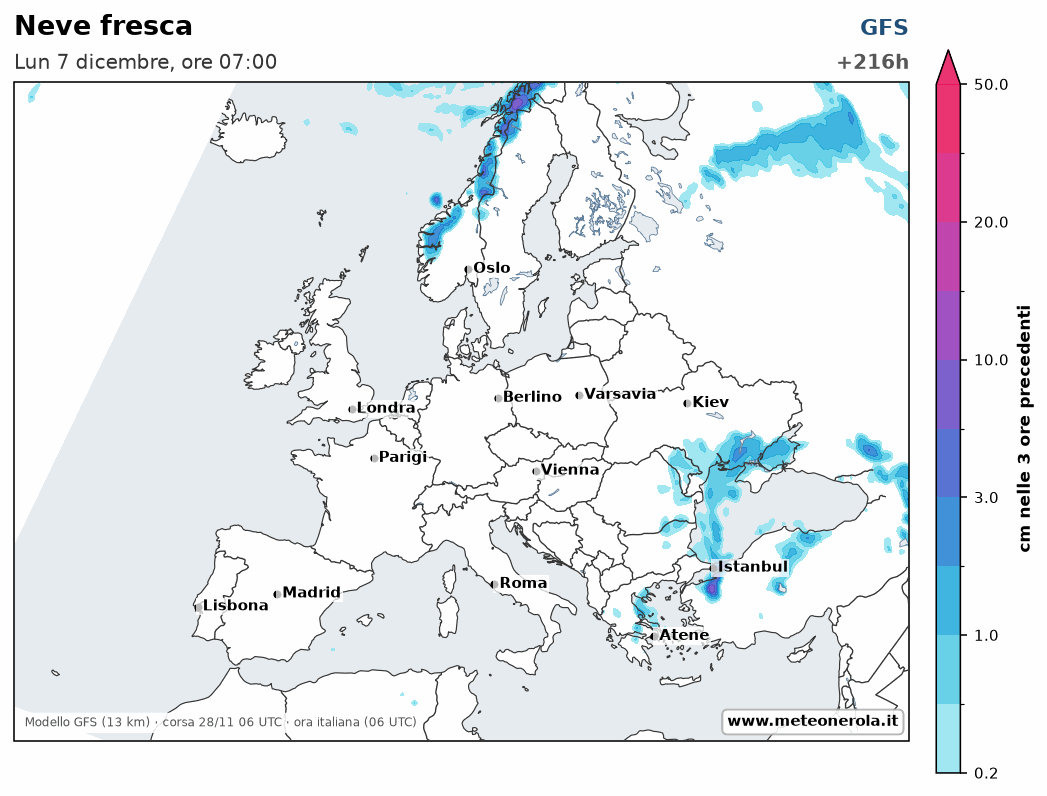 Neve fresca
GFS
Lun 7 dicembre, ore 07:00
+216h
50.0
20.0
10.0
3.0
1.0
0.2
cm nelle 3 ore precedenti
Oslo
Berlino
Varsavia
Kiev
Londra
Parigi
Vienna
Istanbul
Roma
Madrid
Lisbona
Atene
Modello GFS (13 km) · corsa 28/11 06 UTC · ora italiana (06 UTC)
www.meteonerola.it